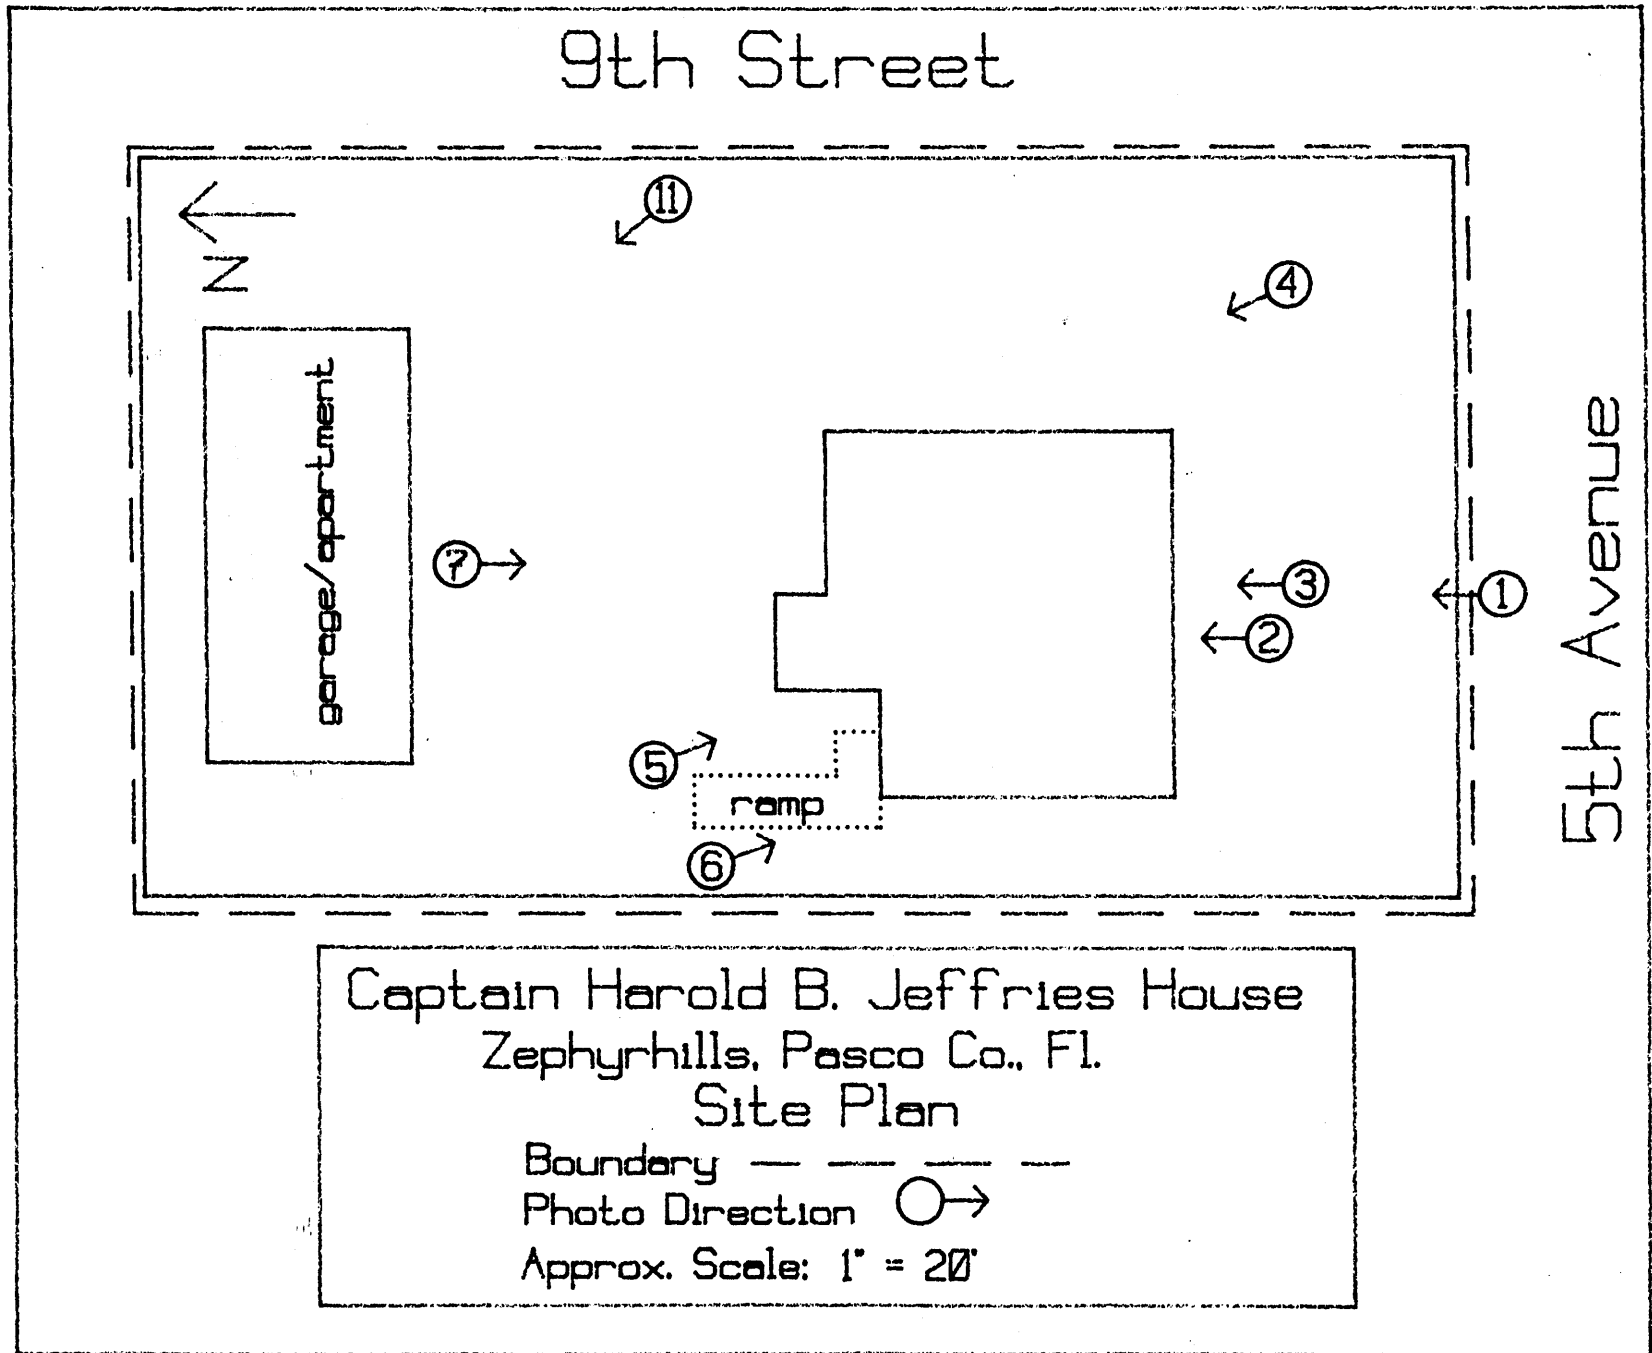 9th Street
11
N
4
garage/apartment
7
3
1
2
5th Avenue
5
ramp
6
Captain Harold B. Jeffries House
Zephyrhills, Pasco Co., Fl.
Site Plan
Boundary
Photo Direction
Approx. Scale: 1" = 20'